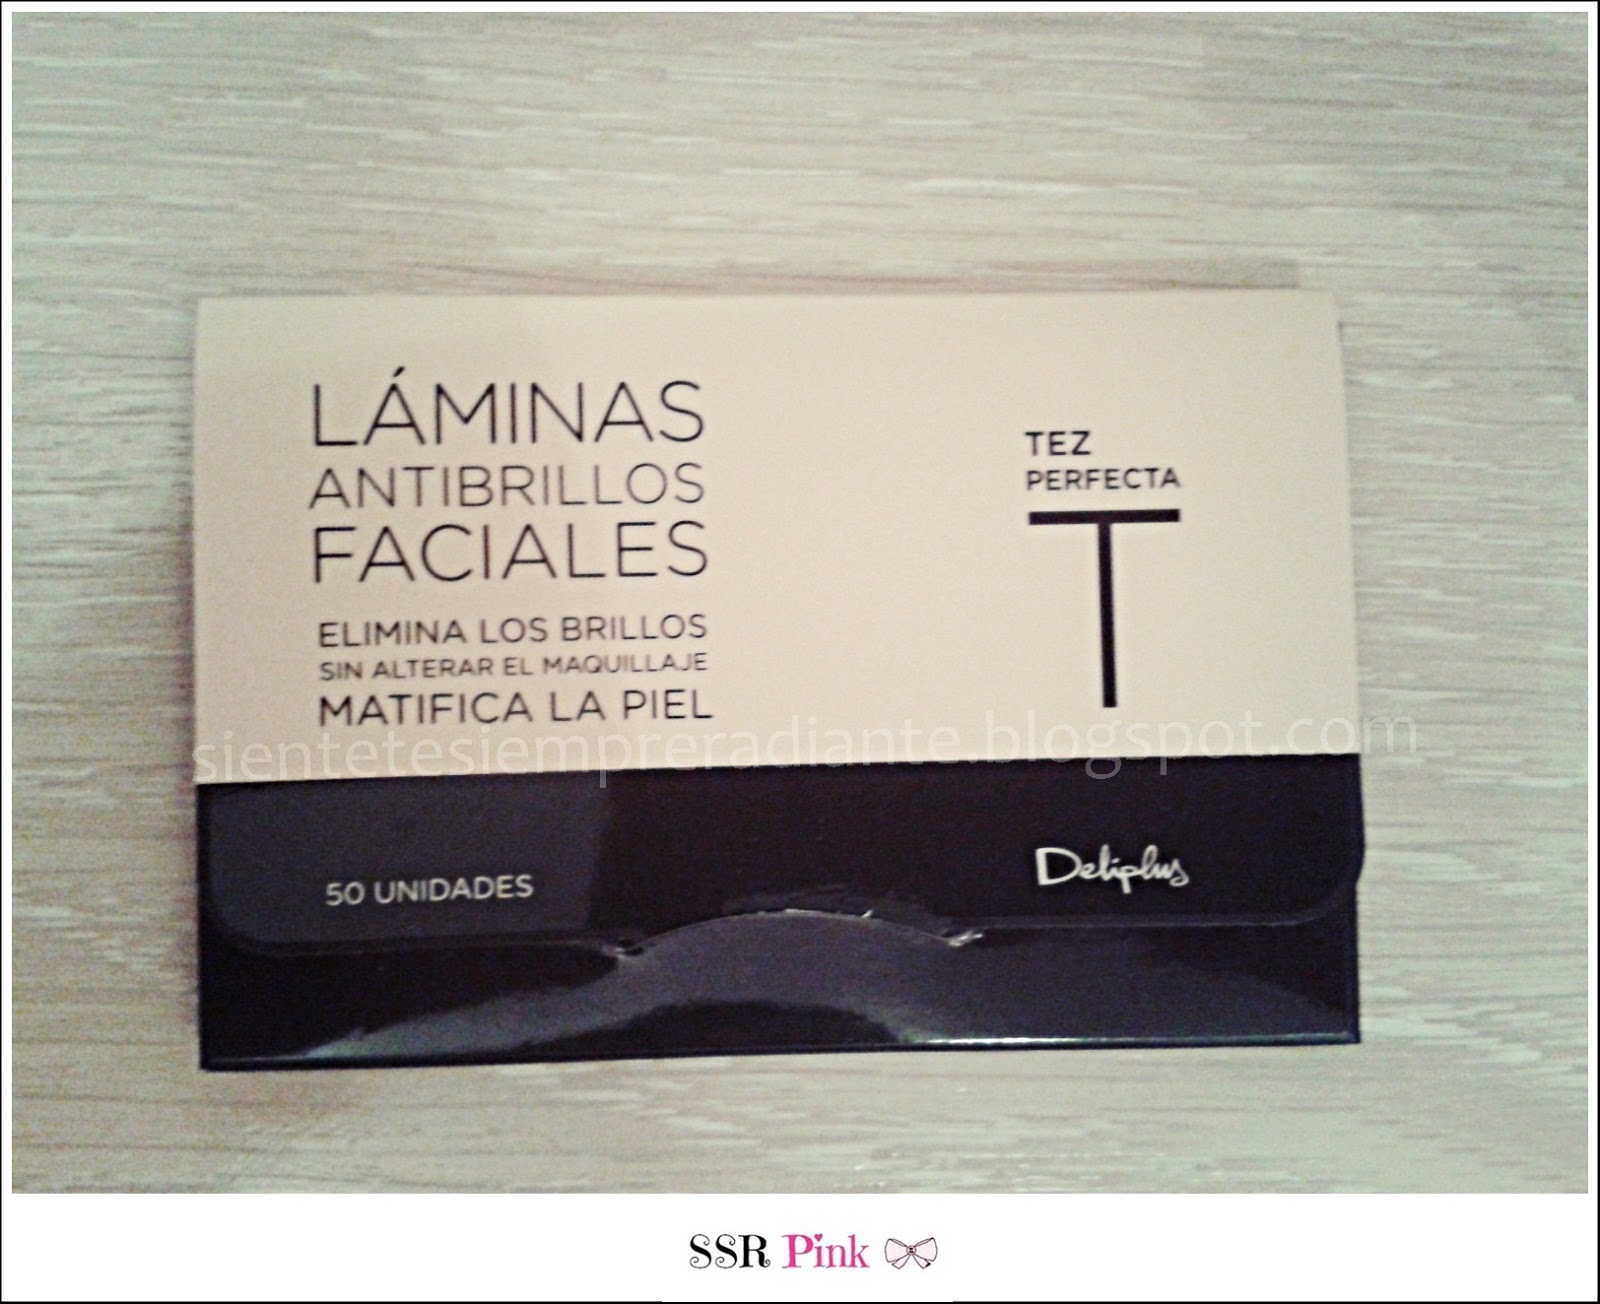 LÁMINAS
ANTIBRILLOS
FACIALES
ELIMINA LOS BRILLOS
SIN ALTERAR EL MAQUILLAJE
MATIFICA LA PIEL
TEZ
PERFECTA
T
sientetesiempreradiante.blogspot.com
50 UNIDADES
Deliplus
SSR Pink